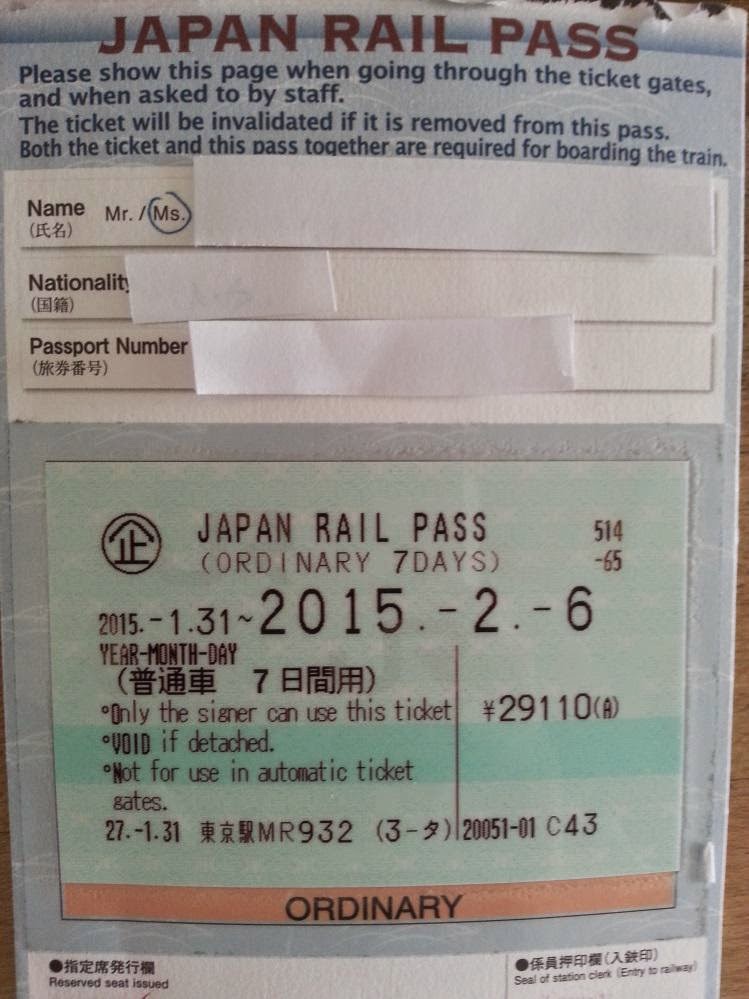 JAPAN RAIL PASS
Please show this page when going through the ticket gates,
and when asked to by staff.
The ticket will be invalidated if it is removed from this pass.
Both the ticket and this pass together are required for boarding the train.
Name Mr. / Ms.
(氏名)
Nationality
(国籍)
Passport Number
(旅券番号)
企 JAPAN RAIL PASS 514
(ORDINARY 7DAYS) -65
2015.-1.31~2015.-2.-6
YEAR-MONTH-DAY
(普通車 7日間用)
°Only the signer can use this ticket ¥29110(A)
°VOID if detached.
°Not for use in automatic ticket
gates.
27.-1.31 東京駅MR932 (3-タ) 20051-01 C43
ORDINARY
●指定席発行欄 ●係員押印欄(入鋏印)
Reserved seat issued Seal of station clerk (Entry to railway)